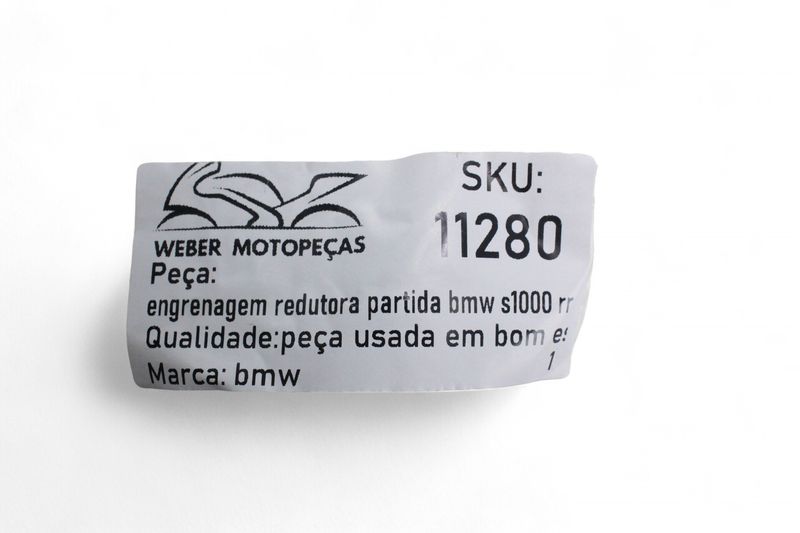 SKU:
11280
WEBER MOTOPEÇAS
Peça:
engrenagem redutora partida bmw s1000 rr
Qualidade:peça usada em bom es
1
Marca: bmw